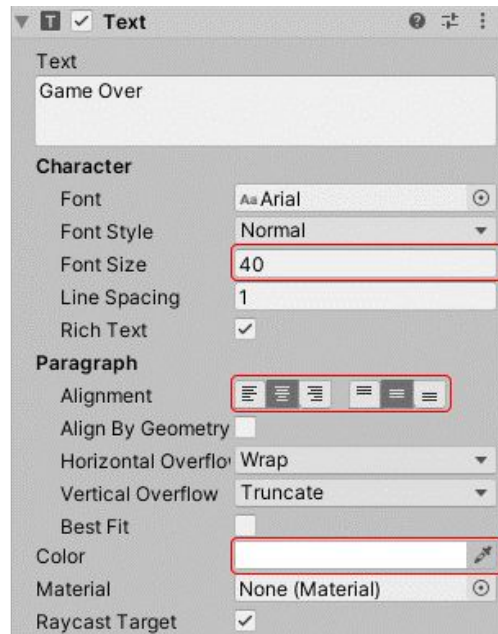 Text
Text
Game Over
Character
Font Aa Arial
Font Style Normal
Font Size 40
Line Spacing 1
Rich Text
Paragraph
Alignment
Align By Geometry
Horizontal Overflo Wrap
Vertical Overflow Truncate
Best Fit
Color
Material None (Material)
Raycast Target